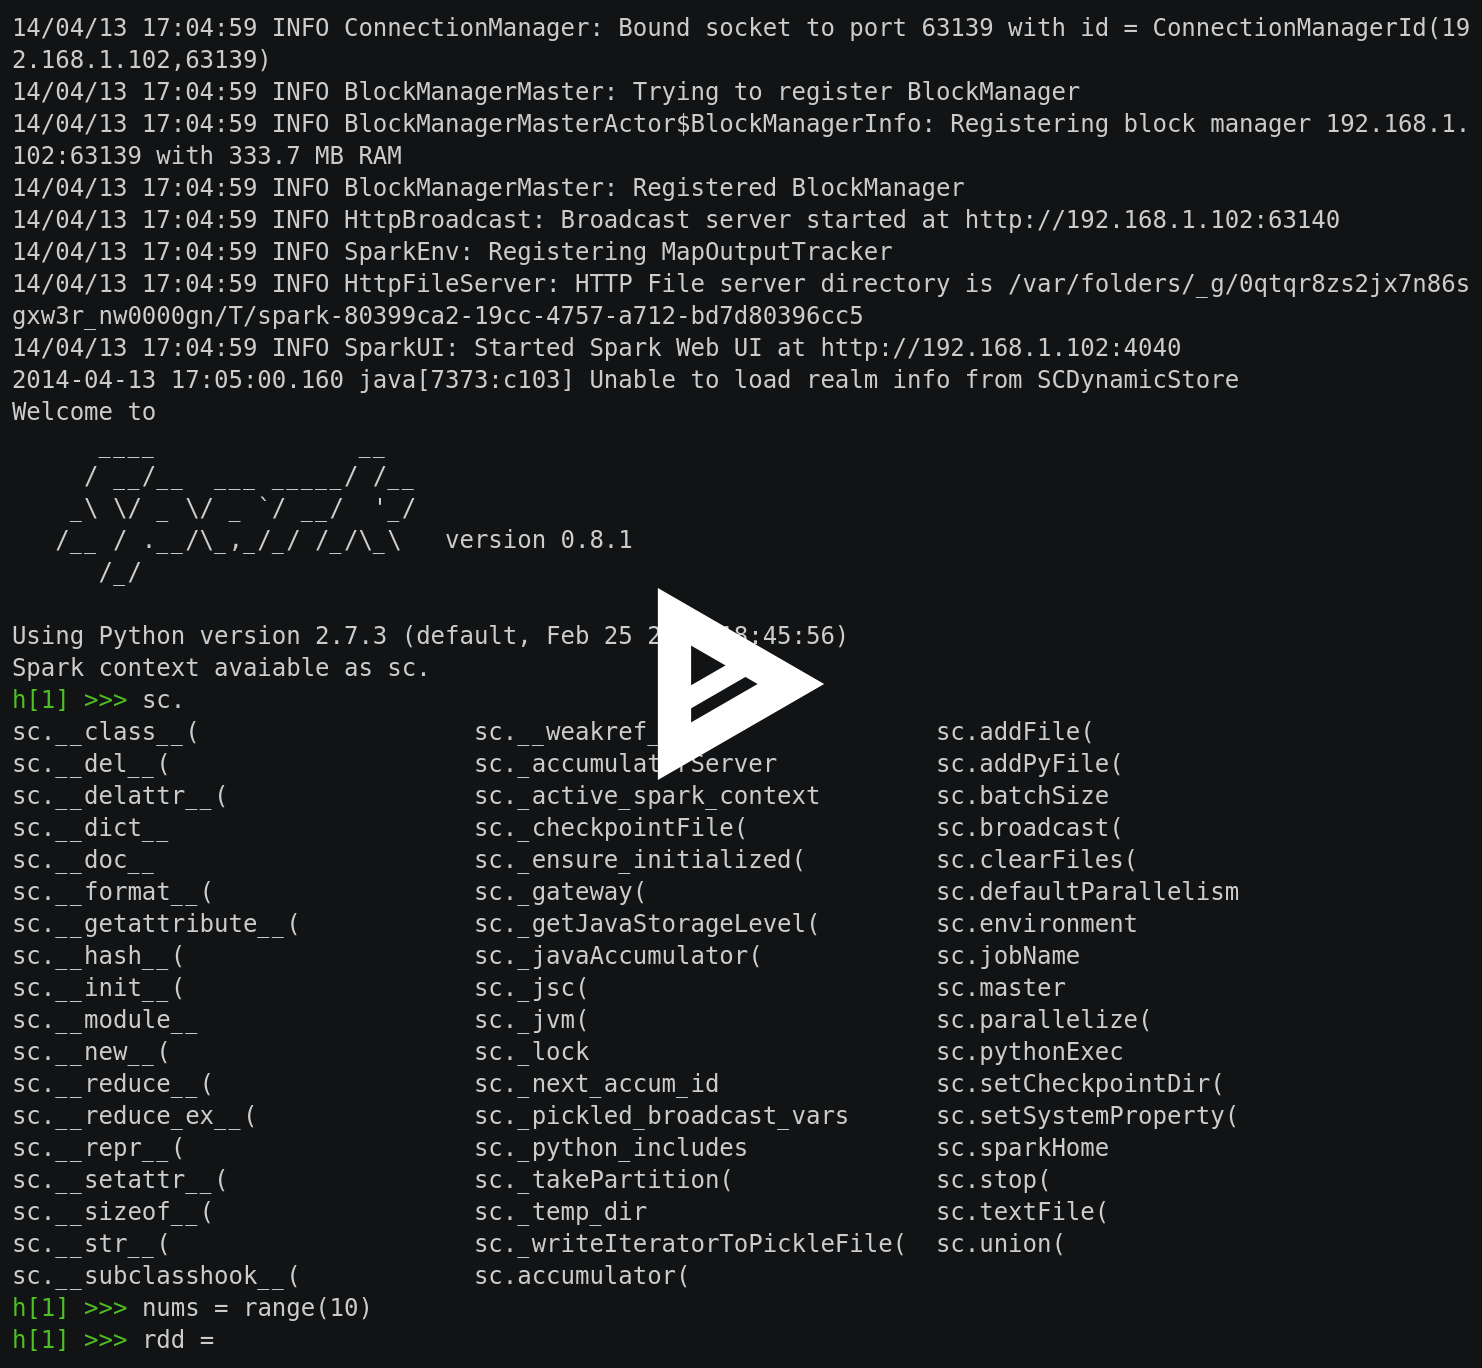 14/04/13 17:04:59 INFO ConnectionManager: Bound socket to port 63139 with id = ConnectionManagerId(19
2.168.1.102,63139)
14/04/13 17:04:59 INFO BlockManagerMaster: Trying to register BlockManager
14/04/13 17:04:59 INFO BlockManagerMasterActor$BlockManagerInfo: Registering block manager 192.168.1.
102:63139 with 333.7 MB RAM
14/04/13 17:04:59 INFO BlockManagerMaster: Registered BlockManager
14/04/13 17:04:59 INFO HttpBroadcast: Broadcast server started at http://192.168.1.102:63140
14/04/13 17:04:59 INFO SparkEnv: Registering MapOutputTracker
14/04/13 17:04:59 INFO HttpFileServer: HTTP File server directory is /var/folders/_g/0qtqr8zs2jx7n86s
gxw3r_nw0000gn/T/spark-80399ca2-19cc-4757-a712-bd7d80396cc5
14/04/13 17:04:59 INFO SparkUI: Started Spark Web UI at http://192.168.1.102:4040
2014-04-13 17:05:00.160 java[7373:c103] Unable to load realm info from SCDynamicStore
Welcome to
      ____              __
     / __/__  ___ _____/ /__
    _\ \/ _ \/ _ `/ __/  '_/
   /__ / .__/\_,_/_/ /_/\_\   version 0.8.1
      /_/
Using Python version 2.7.3 (default, Feb 25 :45:56)
Spark context avaiable as sc.
h[1] >>> sc.
sc.__class__( sc.__weakref_ sc.addFile(
sc.__del__( sc._accumulatorServer sc.addPyFile(
sc.__delattr__( sc._active_spark_context sc.batchSize
sc.__dict__ sc._checkpointFile( sc.broadcast(
sc.__doc__ sc._ensure_initialized( sc.clearFiles(
sc.__format__( sc._gateway( sc.defaultParallelism
sc.__getattribute__( sc._getJavaStorageLevel( sc.environment
sc.__hash__( sc._javaAccumulator( sc.jobName
sc.__init__( sc._jsc( sc.master
sc.__module__ sc._jvm( sc.parallelize(
sc.__new__( sc._lock sc.pythonExec
sc.__reduce__( sc._next_accum_id sc.setCheckpointDir(
sc.__reduce_ex__( sc._pickled_broadcast_vars sc.setSystemProperty(
sc.__repr__( sc._python_includes sc.sparkHome
sc.__setattr__( sc._takePartition( sc.stop(
sc.__sizeof__( sc._temp_dir sc.textFile(
sc.__str__( sc._writeIteratorToPickleFile( sc.union(
sc.__subclasshook__( sc.accumulator(
h[1] >>> nums = range(10)
h[1] >>> rdd =